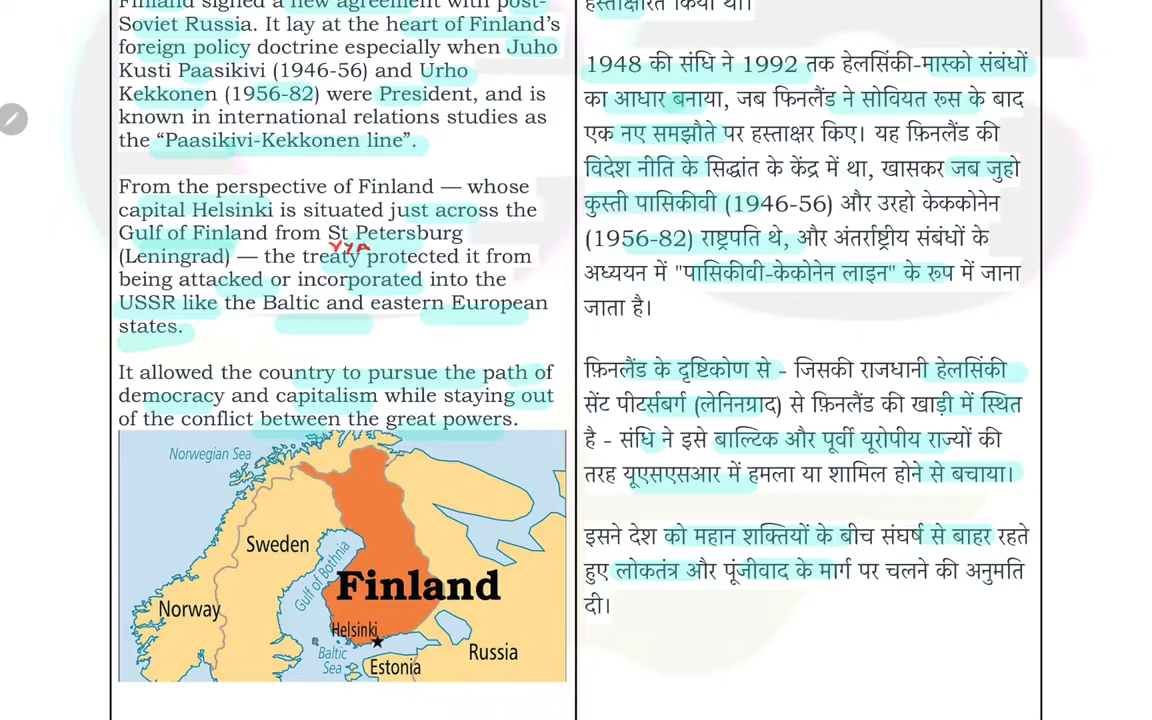 Finland signed a new agreement with post-
Soviet Russia. It lay at the heart of Finland's
foreign policy doctrine especially when Juho
Kusti Paasikivi (1946-56) and Urho
Kekkonen (1956-82) were President, and is
known in international relations studies as
the “Paasikivi-Kekkonen line”.
From the perspective of Finland — whose
capital Helsinki is situated just across the
Gulf of Finland from St Petersburg
YYA
(Leningrad) — the treaty protected it from
being attacked or incorporated into the
USSR like the Baltic and eastern European
states.
It allowed the country to pursue the path of
democracy and capitalism while staying out
of the conflict between the great powers.
Norwegian Sea
Sweden
Gulf of Bothnia
Finland
Norway
Helsinki
Baltic
Sea
Estonia
Russia
हस्ताक्षरित किया था।
1948 की संधि ने 1992 तक हेलसिंकी-मास्को संबंधों
का आधार बनाया, जब फिनलैंड ने सोवियत रूस के बाद
एक नए समझौते पर हस्ताक्षर किए। यह फ़िनलैंड की
विदेश नीति के सिद्धांत के केंद्र में था, खासकर जब जुहो
कुस्ती पासिकीवी (1946-56) और उरहो केककोनेन
(1956-82) राष्ट्रपति थे, और अंतर्राष्ट्रीय संबंधों के
अध्ययन में "पासिकीवी-केकोनेन लाइन" के रूप में जाना
जाता है।
फ़िनलैंड के दृष्टिकोण से - जिसकी राजधानी हेलसिंकी
सेंट पीटर्सबर्ग (लेनिनग्राद) से फ़िनलैंड की खाड़ी में स्थित
है - संधि ने इसे बाल्टिक और पूर्वी यूरोपीय राज्यों की
तरह यूएसएसआर में हमला या शामिल होने से बचाया।
इसने देश को महान शक्तियों के बीच संघर्ष से बाहर रहते
हुए लोकतंत्र और पूंजीवाद के मार्ग पर चलने की अनुमति
दी।